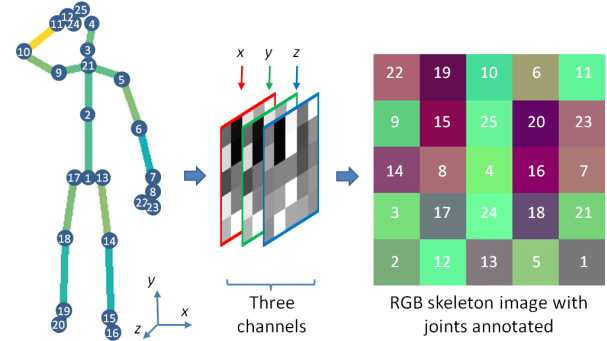 25
12
11 24 4
10
3
21
9
5
2
6
17 1 13
7
8
22 23
18
14
19
20
15
16
y
x
z
x y z
Three
channels
22 19 10 6 11
9 15 25 20 23
14 8 4 16 7
3 17 24 18 21
2 12 13 5 1
RGB skeleton image with
joints annotated